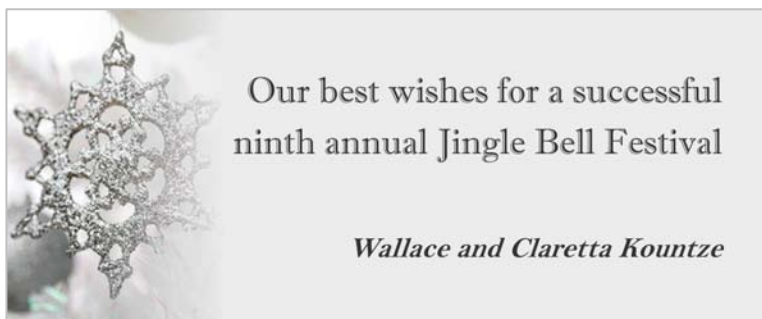 Our best wishes for a successful
ninth annual Jingle Bell Festival
Wallace and Claretta Kountze